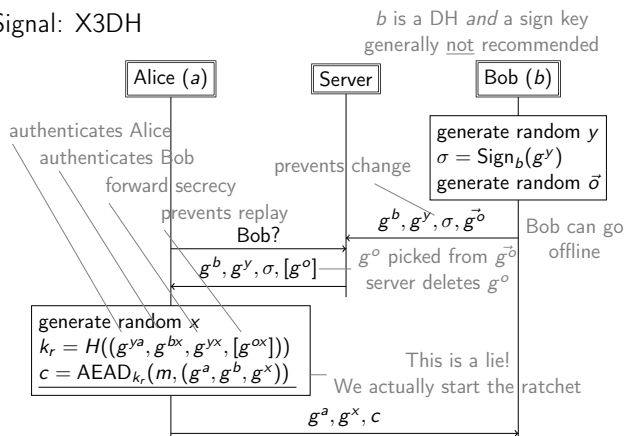 Signal: X3DH
b is a DH and a sign key
generally not recommended
Alice (a)
Server
Bob (b)
authenticates Alice
authenticates Bob
forward secrecy
prevents replay
prevents change
generate random y
σ = Sign_b(g^y)
generate random o⃗
Bob?
g^b, g^y, σ, g^o⃗
Bob can go
offline
g^b, g^y, σ, [g^o]
g^o picked from g^o⃗
server deletes g^o
generate random x
k_r = H((g^{ya}, g^{bx}, g^{yx}, [g^{ox}]))
c = AEAD_{k_r}(m, (g^a, g^b, g^x))
This is a lie!
We actually start the ratchet
g^a, g^x, c